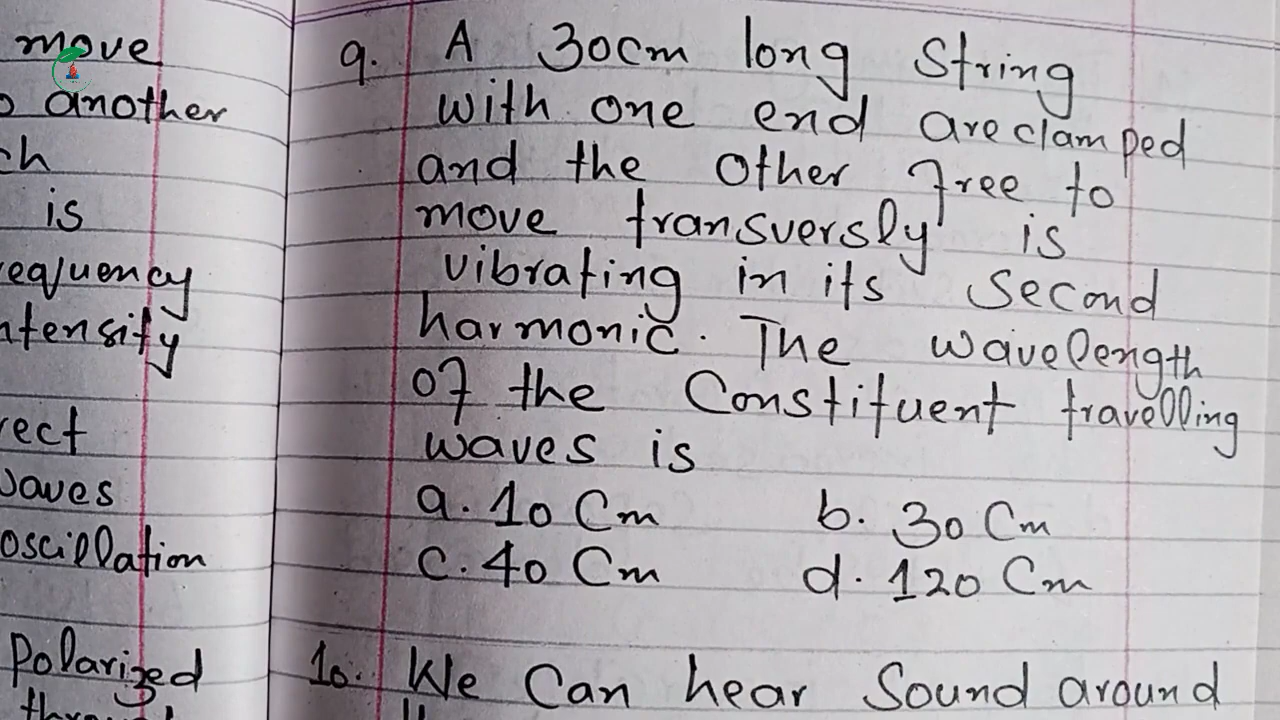 move
another
ch
is
equency
ntensity
rect
waves
oscillation
Polarized
9. A 30cm long string
with one end are clamped
and the other free to
move transversly is
vibrating in its second
harmonic. The wavelength
of the Constituent travelling
waves is
a. 10 Cm b. 30 Cm
c. 40 Cm d. 120 Cm
10. We Can hear Sound around